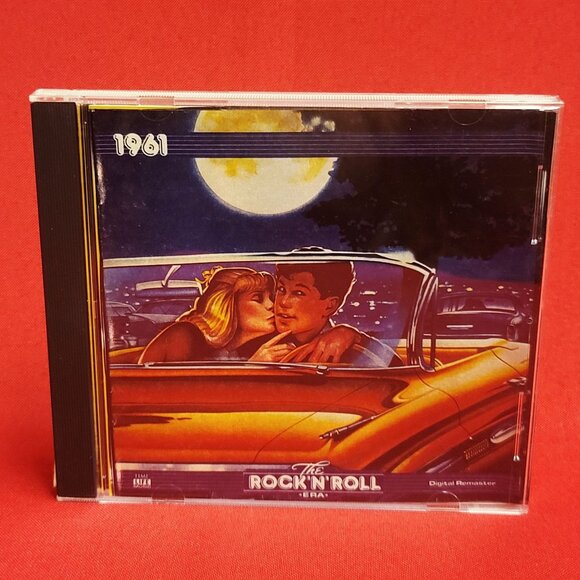 1961
The
ROCK'N'ROLL
•ERA•
TIME
LIFE
Digital Remaster